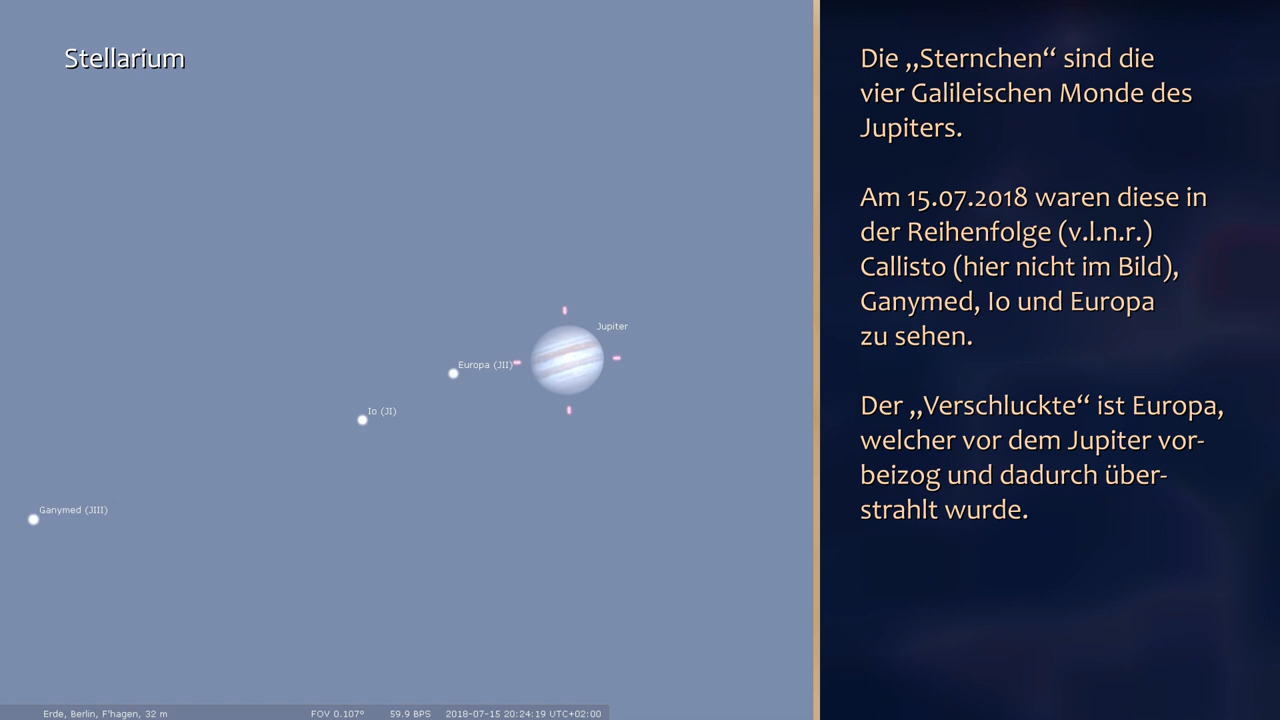 Stellarium
Die „Sternchen“ sind die
vier Galileischen Monde des
Jupiters.
Am 15.07.2018 waren diese in
der Reihenfolge (v.l.n.r.)
Callisto (hier nicht im Bild),
Ganymed, Io und Europa
zu sehen.
Der „Verschluckte“ ist Europa,
welcher vor dem Jupiter vor-
beizog und dadurch über-
strahlt wurde.
Jupiter
Europa (JII)
Io (JI)
Ganymed (JIII)
Erde, Berlin, F'hagen, 32 m FOV 0.107° 59.9 BPS 2018-07-15 20:24:19 UTC+02:00